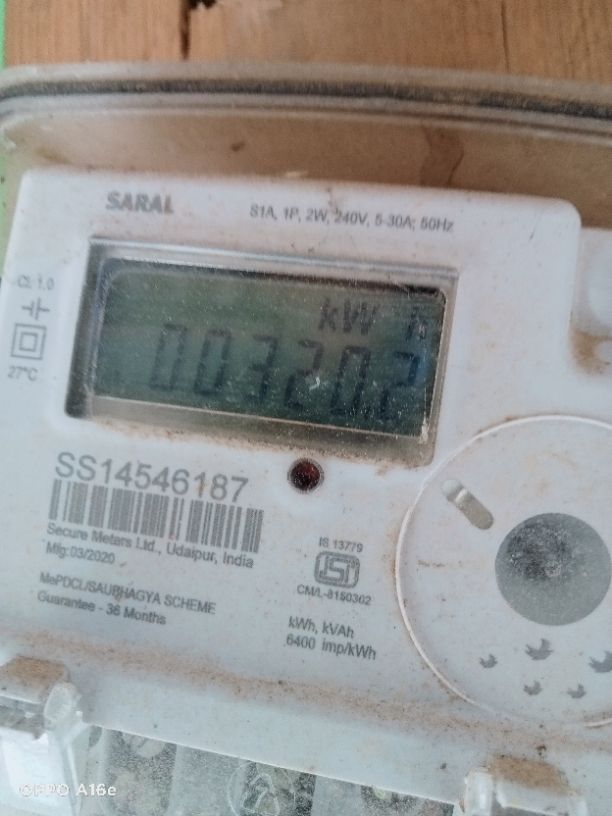 SARAL
S1A, 1P, 2W, 240V, 5-30A; 50Hz
CL 1.0
27°C
kW h
003202
SS14546187
Secure Meters Ltd., Udaipur, India
Mfg:03/2020
MePDCL/SAUBHAGYA SCHEME
Guarantee - 36 Months
IS 13779
ISI
CM/L-8150302
kWh, kVAh
6400 imp/kWh
OPPO A16e